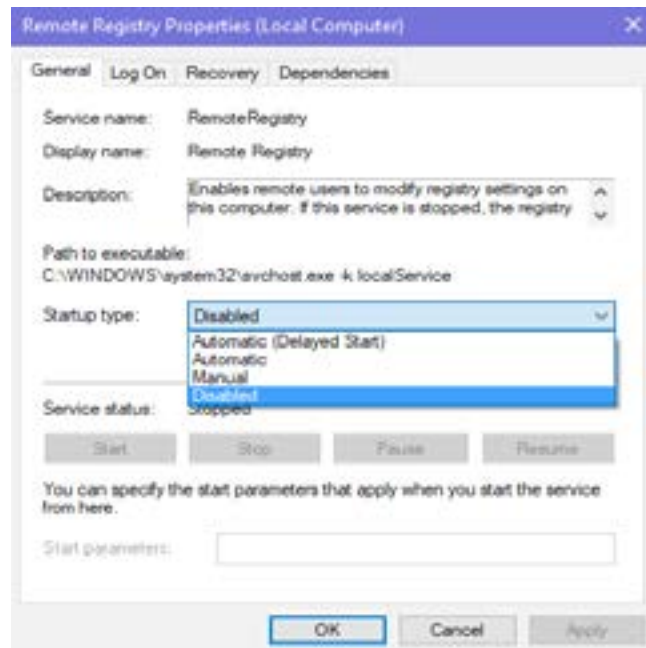 Remote Registry Properties (Local Computer)
General Log On Recovery Dependencies
Service name: RemoteRegistry
Display name: Remote Registry
Description: Enables remote users to modify registry settings on
this computer. If this service is stopped, the registry
Path to executable:
C:\WINDOWS\system32\svchost.exe -k localService
Startup type: Disabled
Automatic (Delayed Start)
Automatic
Manual
Disabled
Service status: Stopped
Start Stop Pause Resume
You can specify the start parameters that apply when you start the service
from here.
Start parameters:
OK Cancel Apply